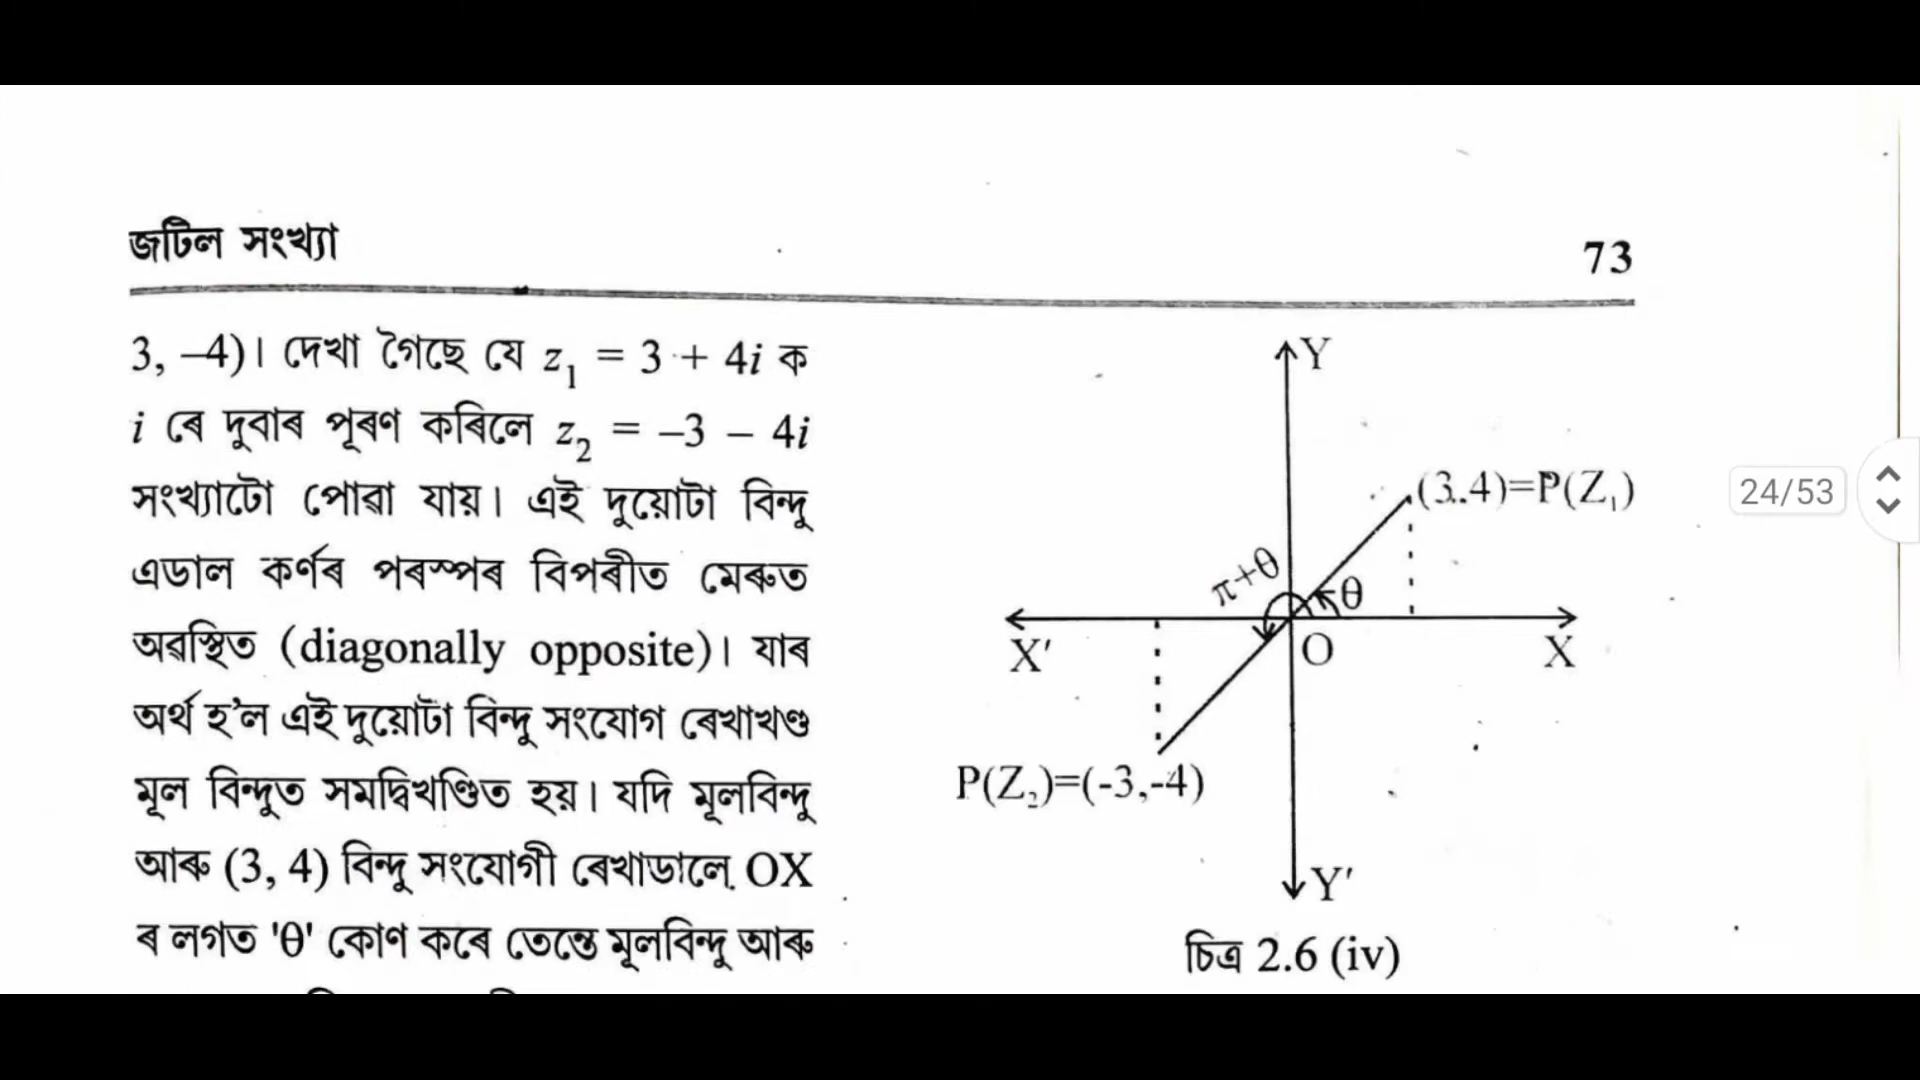 জটিল সংখ্যা
73
3, –4)। দেখা গৈছে যে z₁ = 3 + 4i ক
i ৰে দুবাৰ পূৰণ কৰিলে z₂ = –3 – 4i
সংখ্যাটো পোৱা যায়। এই দুয়োটা বিন্দু
এডাল কৰ্ণৰ পৰস্পৰ বিপৰীত মেৰুত
অৱস্থিত (diagonally opposite)। যাৰ
অৰ্থ হ'ল এই দুয়োটা বিন্দু সংযোগ ৰেখাখণ্ড
মূল বিন্দুত সমদ্বিখণ্ডিত হয়। যদি মূলবিন্দু
আৰু (3, 4) বিন্দু সংযোগী ৰেখাডালে OX
ৰ লগত 'θ' কোণ কৰে তেন্তে মূলবিন্দু আৰু
Y
(3,4)=P(Z₁)
π+θ
θ
X'
O
X
P(Z₂)=(-3,-4)
Y'
চিত্ৰ 2.6 (iv)
24/53